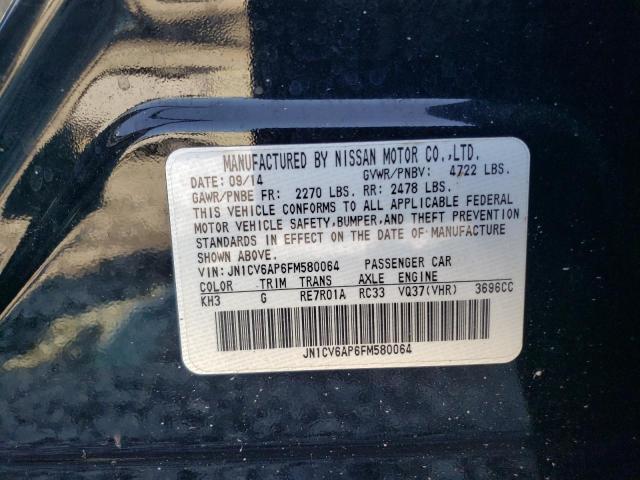 MANUFACTURED BY NISSAN MOTOR CO.,LTD.
DATE: 09/14 GVWR/PNBV: 4722 LBS.
GAWR/PNBE FR: 2270 LBS. RR: 2478 LBS.
THIS VEHICLE CONFORMS TO ALL APPLICABLE FEDERAL
MOTOR VEHICLE SAFETY, BUMPER, AND THEFT PREVENTION
STANDARDS IN EFFECT ON THE DATE OF MANUFACTURE
SHOWN ABOVE.
VIN: JN1CV6AP6FM580064 PASSENGER CAR
COLOR TRIM TRANS AXLE ENGINE
KH3 G RE7R01A RC33 VQ37(VHR) 3696CC
JN1CV6AP6FM580064